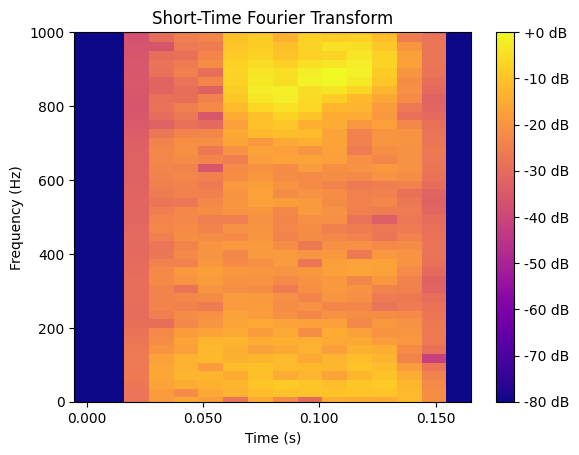 Short-Time Fourier Transform
Frequency (Hz)
1000
800
600
400
200
0
0.000
0.050
0.100
0.150
Time (s)
+0 dB
-10 dB
-20 dB
-30 dB
-40 dB
-50 dB
-60 dB
-70 dB
-80 dB